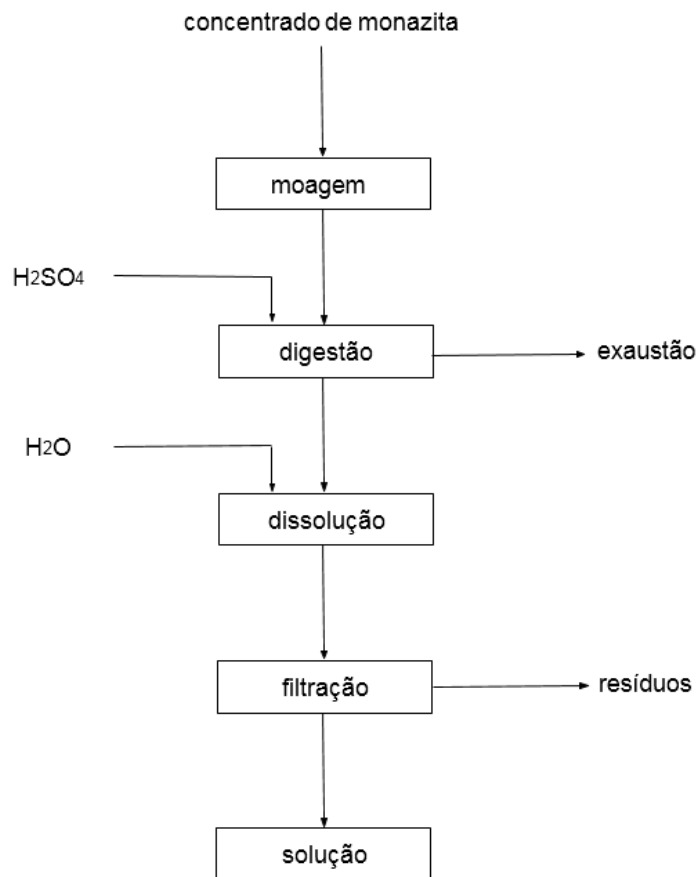 concentrado de monazita
moagem
H2SO4
digestão
exaustão
H2O
dissolução
filtração
resíduos
solução